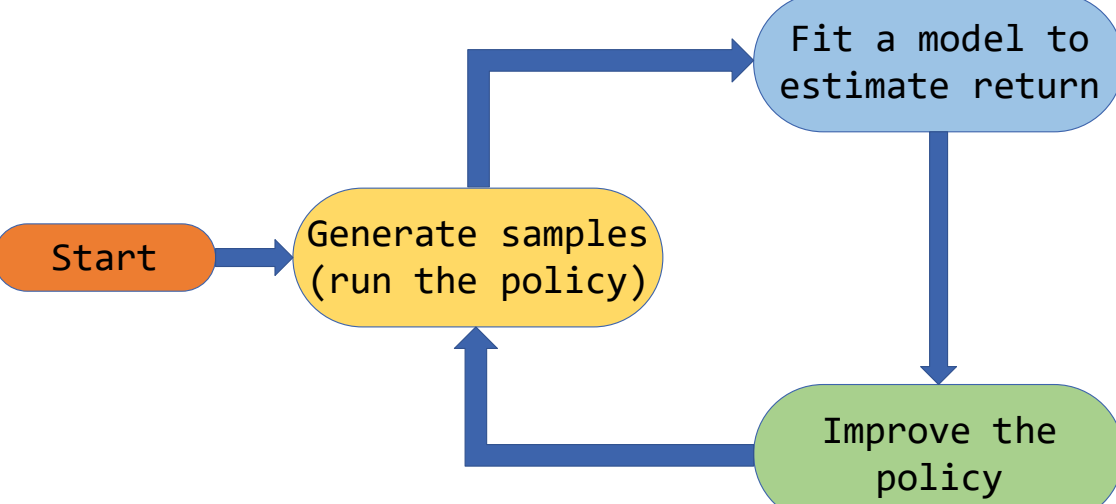 Fit a model to
estimate return
Generate samples
(run the policy)
Start
Improve the
policy